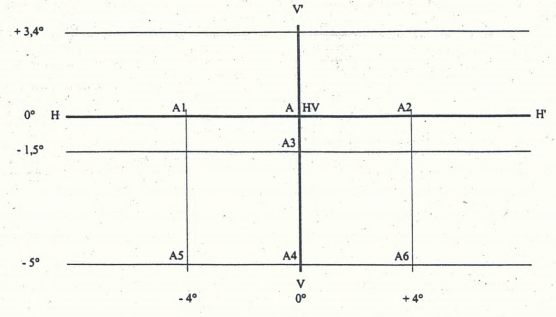 V'
+ 3,4°
A1 A HV A2
0° H H'
A3
- 1,5°
A5 A4 A6
- 5°
V
- 4° 0° + 4°